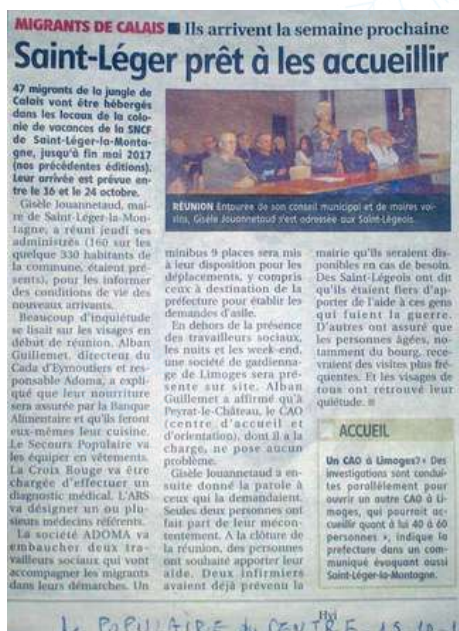 MIGRANTS DE CALAIS ■ Ils arrivent la semaine prochaine
Saint-Léger prêt à les accueillir
47 migrants de la jungle de
Calais vont être hébergés
dans les locaux de la colo-
nie de vacances de la SNCF
de Saint-Léger-la-Monta-
gne, jusqu'à fin mai 2017
(nos précédentes éditions).
Leur arrivée est prévue en-
tre le 16 et le 24 octobre.
Gisèle Jouannetaud, mai-
re de Saint-Léger-la-Mon-
tagne, a réuni jeudi ses
administrés (160 sur les
quelque 330 habitants de
la commune, étaient pré-
sents), pour les informer
des conditions de vie des
nouveaux arrivants.
Beaucoup d'inquiétude
se lisait sur les visages en
début de réunion. Alban
Guillemet, directeur du
Cada d'Eymoutiers et res-
ponsable Adoma, a expli-
qué que leur nourriture
sera assurée par la Banque
Alimentaire et qu'ils feront
eux-mêmes leur cuisine.
Le Secours Populaire va
les équiper en vêtements.
La Croix Rouge va être
chargée d'effectuer un
diagnostic médical. L'ARS
va désigner un ou plu-
sieurs médecins référents.
La société ADOMA va
embaucher deux tra-
vailleurs sociaux qui vont
accompagner les migrants
dans leurs démarches. Un
RÉUNION Entourée de son conseil municipal et de maires voi-
sins, Gisèle Jouannetaud s'est adressée aux Saint-Légeois.
minibus 9 places sera mis
à leur disposition pour les
déplacements, y compris
ceux à destination de la
préfecture pour établir les
demandes d'asile.
En dehors de la présence
des travailleurs sociaux,
les nuits et les week-end,
une société de gardienna-
ge de Limoges sera pré-
sente sur site. Alban
Guillemet a affirmé qu'à
Peyrat-le-Château, le CAO
(centre d'accueil et
d'orientation), dont il a la
charge, ne pose aucun
problème.
Gisèle Jouannetaud a en-
suite donné la parole à
ceux qui la demandaient.
Seules deux personnes ont
fait part de leur mécon-
tentement. A la clôture de
la réunion, des personnes
ont souhaité apporter leur
aide. Deux infirmiers
avaient déjà prévenu la
mairie qu'ils seraient dis-
ponibles en cas de besoin.
Des Saint-Légeois ont dit
qu'ils étaient fiers d'ap-
porter de l'aide à ces gens
qui fuient la guerre.
D'autres ont assuré que
les personnes âgées, no-
tamment du bourg, rece-
vraient des visites plus fré-
quentes. Et les visages de
tous ont retrouvé leur
quiétude. ■
ACCUEIL
Un CAO à Limoges? « Des
investigations sont condui-
tes parallèlement pour
ouvrir un autre CAO à Li-
moges, qui pourrait ac-
cueillir quant à lui 40 à 60
personnes », indique la
préfecture dans un com-
muniqué évoquant aussi
Saint-Léger-la-Montagne.
POPULAIRE du CENTRE